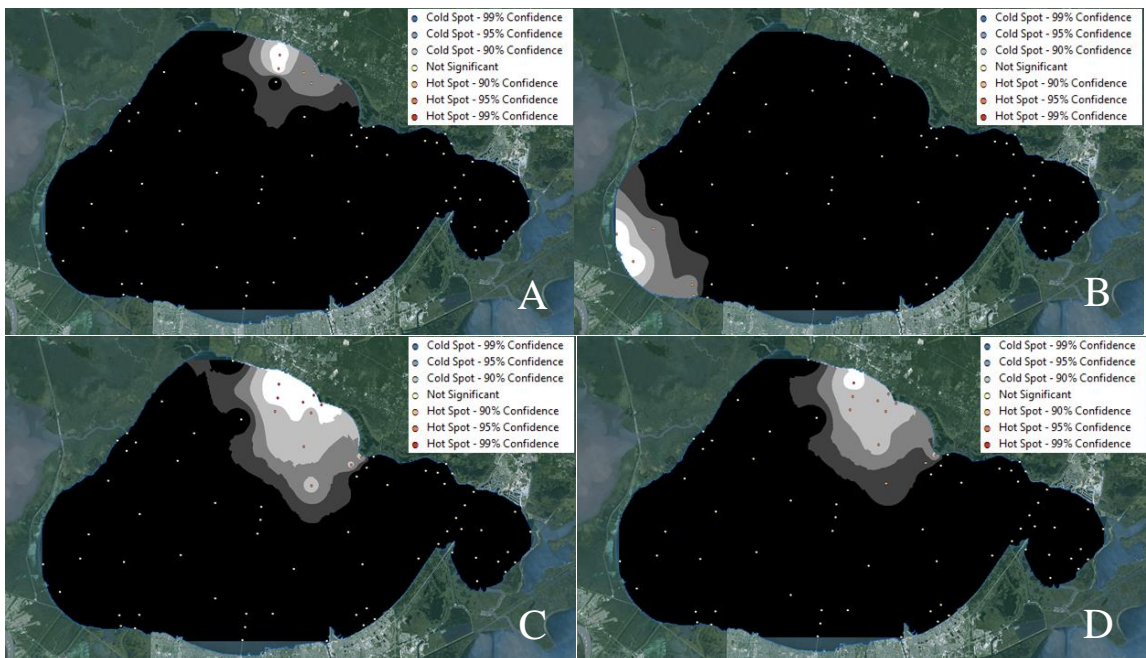 Cold Spot - 99% Confidence
Cold Spot - 95% Confidence
Cold Spot - 90% Confidence
Not Significant
Hot Spot - 90% Confidence
Hot Spot - 95% Confidence
Hot Spot - 99% Confidence
A
Cold Spot - 99% Confidence
Cold Spot - 95% Confidence
Cold Spot - 90% Confidence
Not Significant
Hot Spot - 90% Confidence
Hot Spot - 95% Confidence
Hot Spot - 99% Confidence
B
Cold Spot - 99% Confidence
Cold Spot - 95% Confidence
Cold Spot - 90% Confidence
Not Significant
Hot Spot - 90% Confidence
Hot Spot - 95% Confidence
Hot Spot - 99% Confidence
C
Cold Spot - 99% Confidence
Cold Spot - 95% Confidence
Cold Spot - 90% Confidence
Not Significant
Hot Spot - 90% Confidence
Hot Spot - 95% Confidence
Hot Spot - 99% Confidence
D